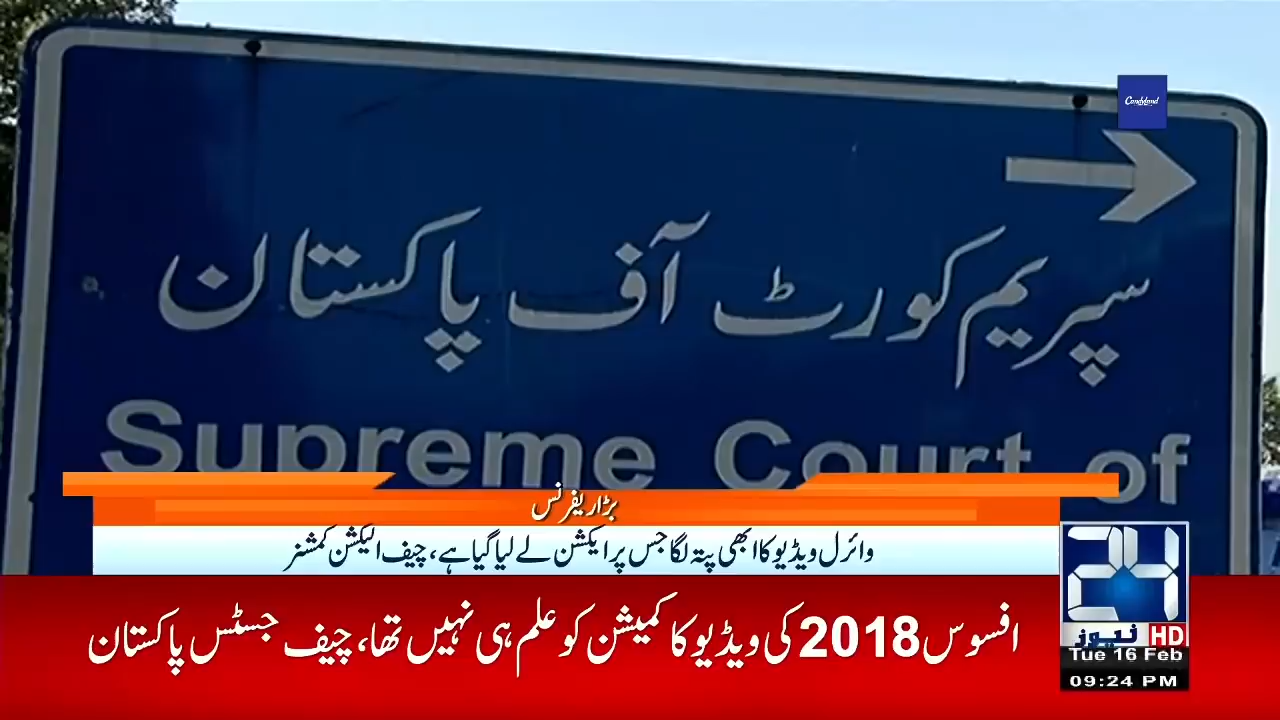 Candyland
سپریم کورٹ آف پاکستان
Supreme Court of
بڑا ریفرنس
وائرل ویڈیو کا ابھی پتہ لگا جس پر ایکشن لے لیا گیا ہے، چیف الیکشن کمشنر
افسوس 2018 کی ویڈیو کا کمیشن کو علم ہی نہیں تھا، چیف جسٹس پاکستان
24
نیوز HD
Tue 16 Feb
09:24 PM